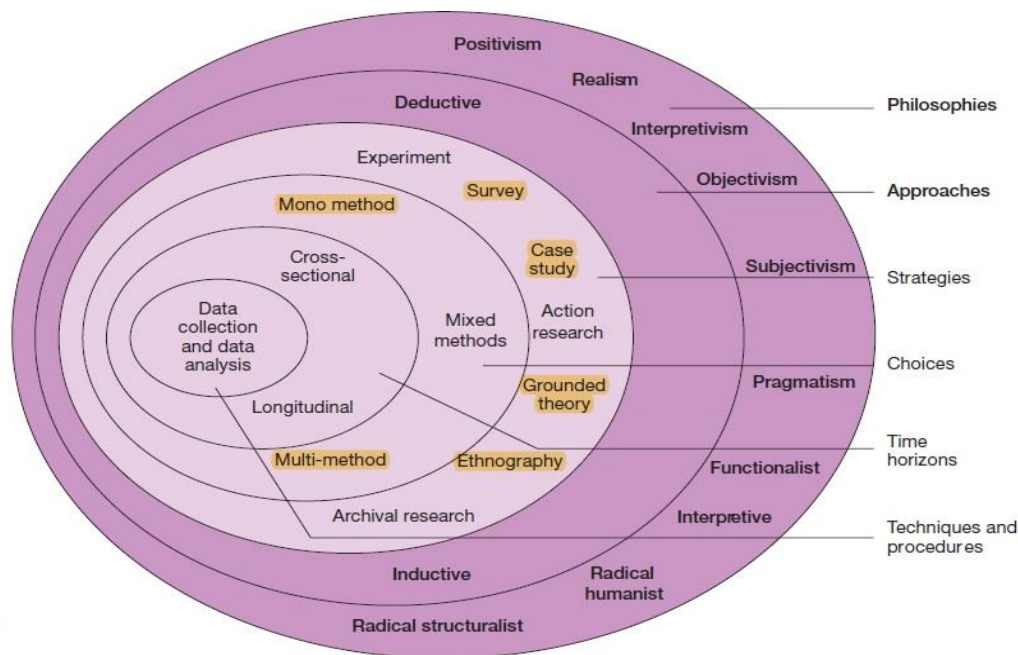 Positivism
Realism
Philosophies
Deductive
Interpretivism
Experiment
Objectivism
Approaches
Survey
Mono method
Case
study
Cross-
sectional
Subjectivism
Strategies
Data
collection
and data
analysis
Mixed
methods
Action
research
Choices
Pragmatism
Grounded
theory
Longitudinal
Time
horizons
Multi-method
Ethnography
Functionalist
Archival research
Interpretive
Techniques and
procedures
Inductive
Radical
humanist
Radical structuralist